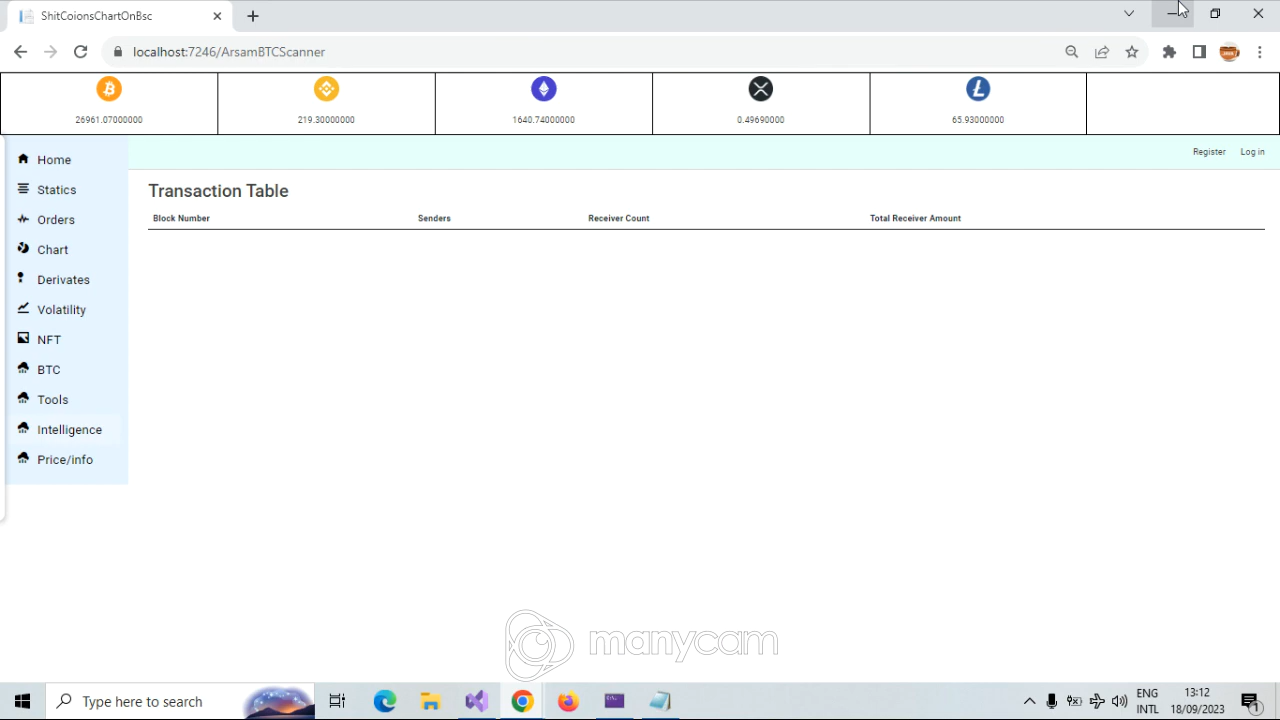 ShitCoionsChartOnBsc
localhost:7246/ArsamBTCScanner
26961.07000000 219.30000000 1640.74000000 0.49690000 65.93000000
Register Log in
Home
Statics
Orders
Chart
Derivates
Volatility
NFT
BTC
Tools
Intelligence
Price/info
Transaction Table
Block Number Senders Receiver Count Total Receiver Amount
manycam
Type here to search
ENG
INTL
13:12
18/09/2023
1